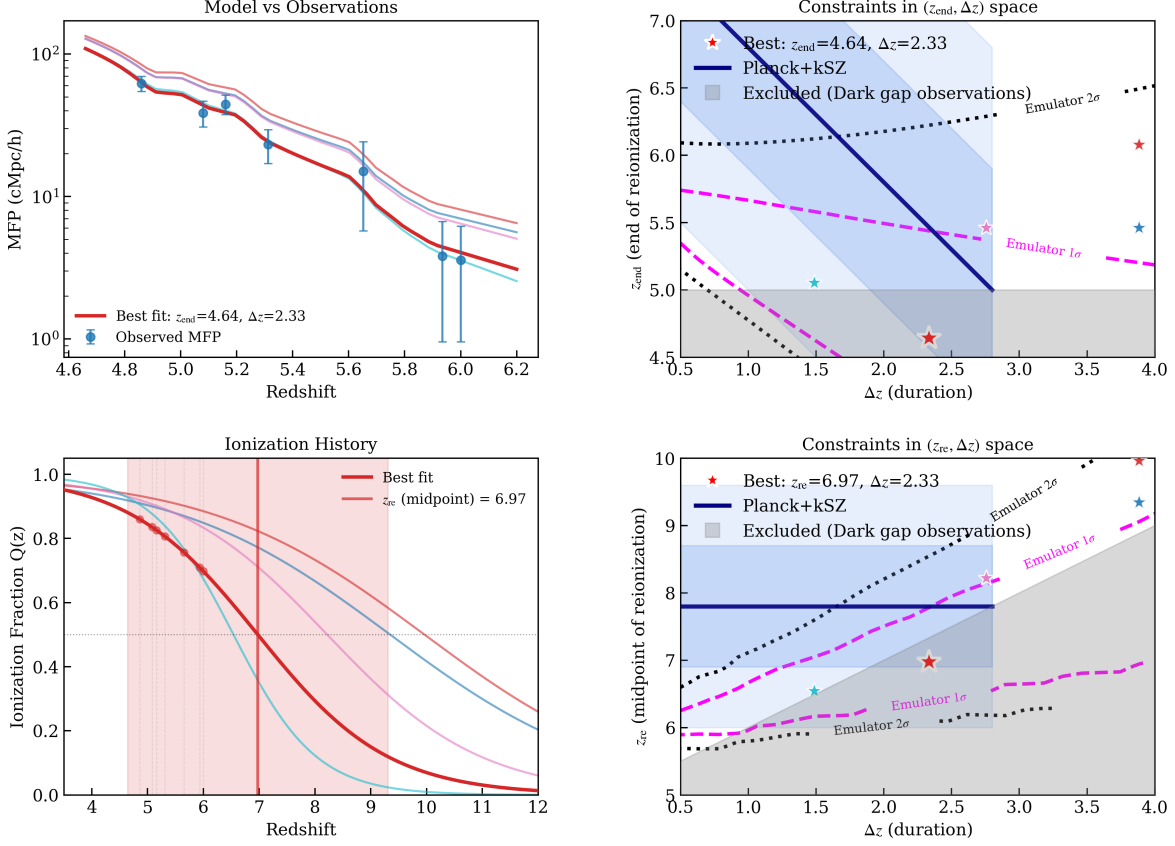 Model vs Observations
10²
10¹
10⁰
MFP (cMpc/h)
Best fit: z_end=4.64, Δz=2.33
Observed MFP
4.6 4.8 5.0 5.2 5.4 5.6 5.8 6.0 6.2
Redshift
Constraints in (z_end, Δz) space
7.0
6.5
6.0
5.5
5.0
4.5
z_end (end of reionization)
Best: z_end=4.64, Δz=2.33
Planck+kSZ
Excluded (Dark gap observations)
Emulator 2σ
Emulator 1σ
0.5 1.0 1.5 2.0 2.5 3.0 3.5 4.0
Δz (duration)
Ionization History
1.0
0.8
0.6
0.4
0.2
0.0
Ionization Fraction Q(z)
Best fit
z_re (midpoint) = 6.97
4 5 6 7 8 9 10 11 12
Redshift
Constraints in (z_re, Δz) space
10
9
8
7
6
5
z_re (midpoint of reionization)
Best: z_re=6.97, Δz=2.33
Planck+kSZ
Excluded (Dark gap observations)
Emulator 2σ
Emulator 1σ
Emulator 1σ
Emulator 2σ
0.5 1.0 1.5 2.0 2.5 3.0 3.5 4.0
Δz (duration)